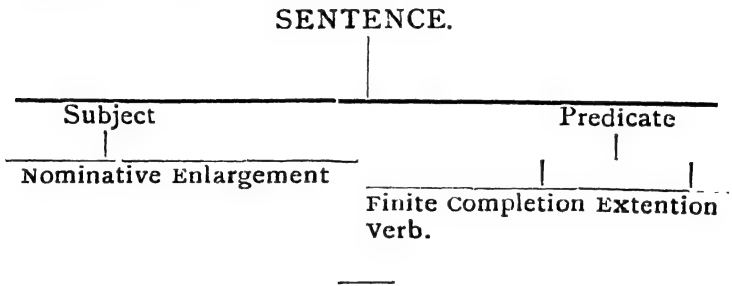 SENTENCE.
Subject Predicate
Nominative Enlargement
Finite Completion Extention
verb.